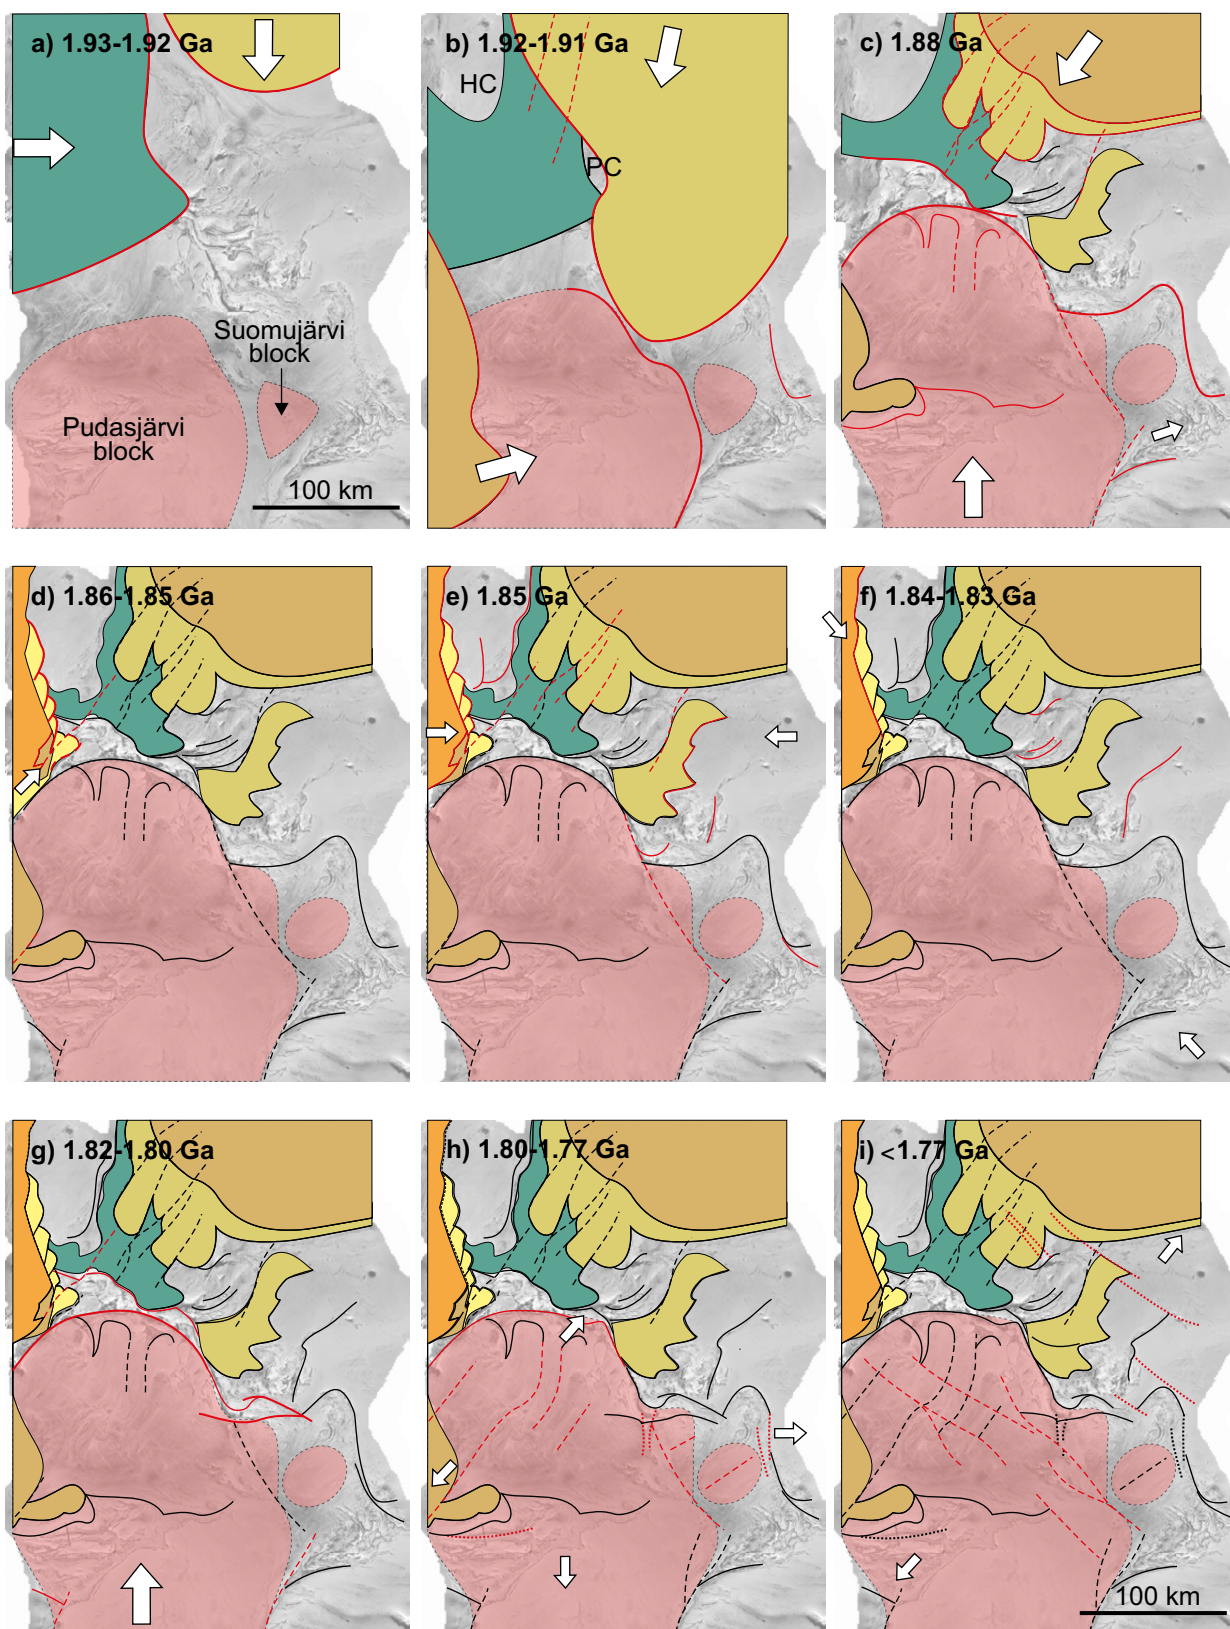 a) 1.93-1.92 Ga
Suomujärvi
block
Pudasjärvi
block
100 km
b) 1.92-1.91 Ga
HC
PC
c) 1.88 Ga
d) 1.86-1.85 Ga
e) 1.85 Ga
f) 1.84-1.83 Ga
g) 1.82-1.80 Ga
h) 1.80-1.77 Ga
i) <1.77 Ga
100 km